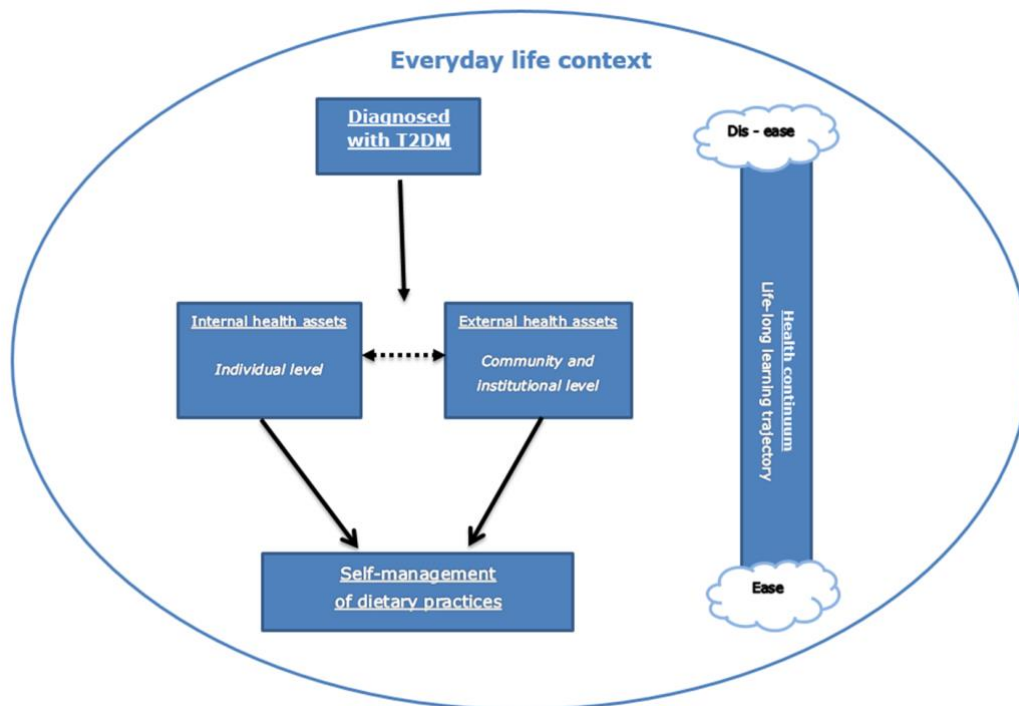 Everyday life context
Diagnosed
with T2DM
Dis - ease
Internal health assets
Individual level
External health assets
Community and
institutional level
Health continuum
Life-long learning trajectory
Self-management
of dietary practices
Ease